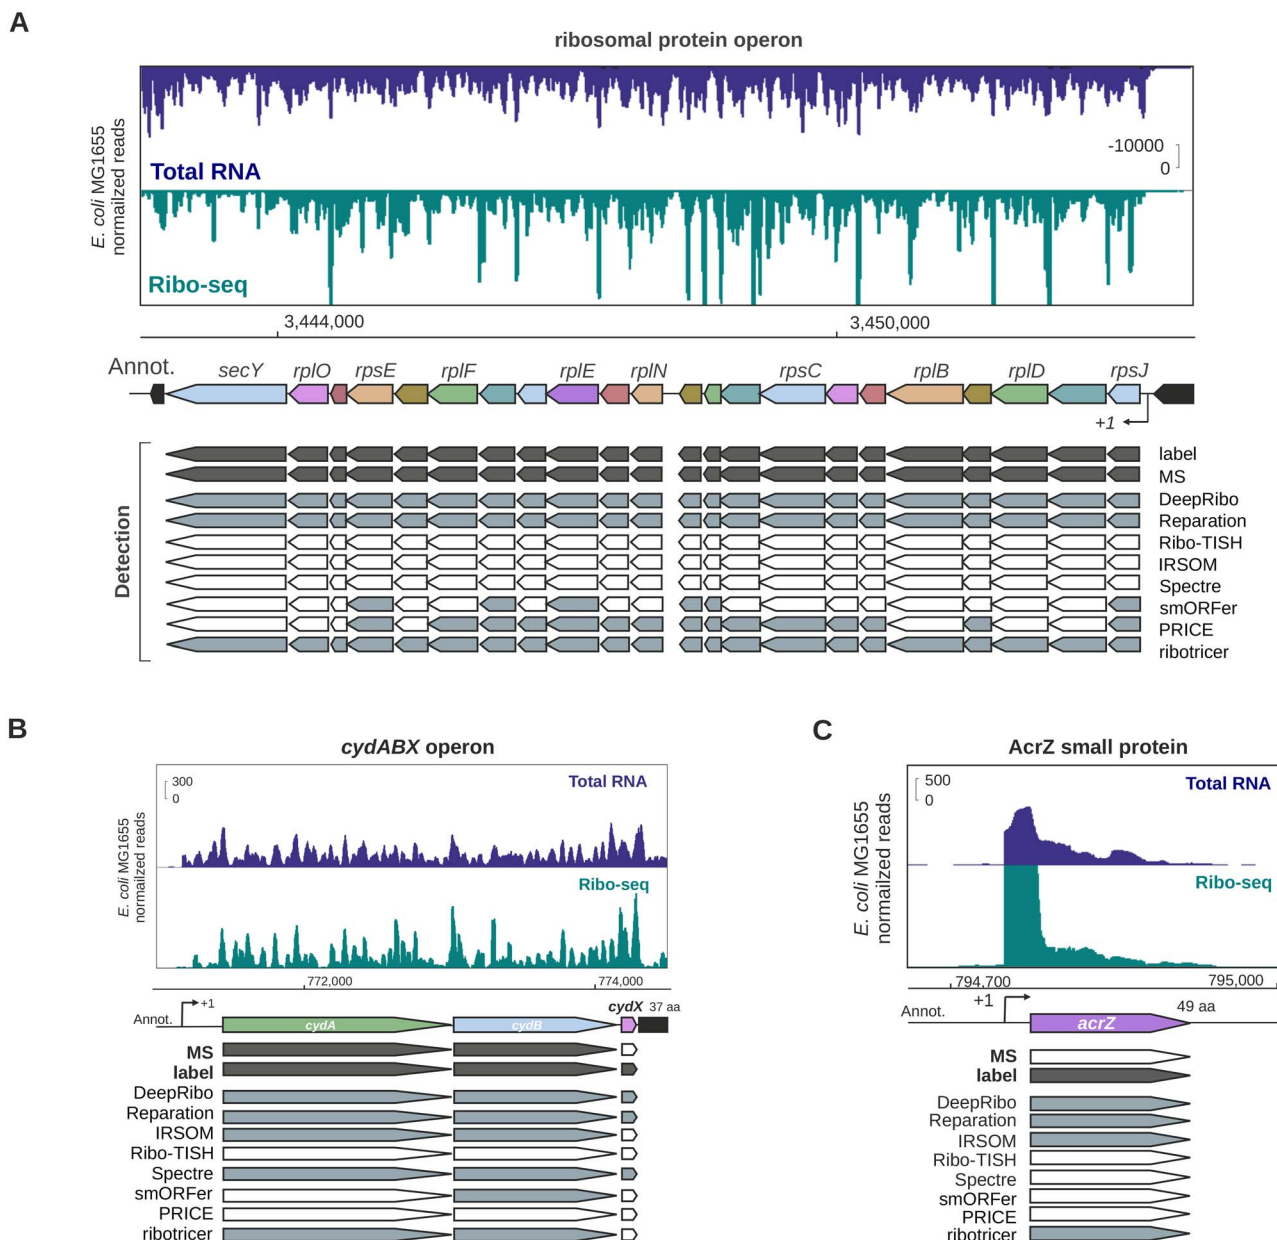 A
ribosomal protein operon
E. coli MG1655
normailzed reads
Total RNA
-10000
0
Ribo-seq
3,444,000
3,450,000
Annot.
secY
rplO
rpsE
rplF
rplE
rplN
rpsC
rplB
rplD
rpsJ
+1
Detection
label
MS
DeepRibo
Reparation
Ribo-TISH
IRSOM
Spectre
smORFer
PRICE
ribotricer
B
cydABX operon
E. coli MG1655
normailzed reads
300
0
Total RNA
Ribo-seq
772,000
774,000
Annot.
+1
cydA
cydB
cydX 37 aa
MS
label
DeepRibo
Reparation
IRSOM
Ribo-TISH
Spectre
smORFer
PRICE
ribotricer
C
AcrZ small protein
E. coli MG1655
normailzed reads
500
0
Total RNA
Ribo-seq
794,700
795,000
Annot.
+1
49 aa
acrZ
MS
label
DeepRibo
Reparation
IRSOM
Ribo-TISH
Spectre
smORFer
PRICE
ribotricer